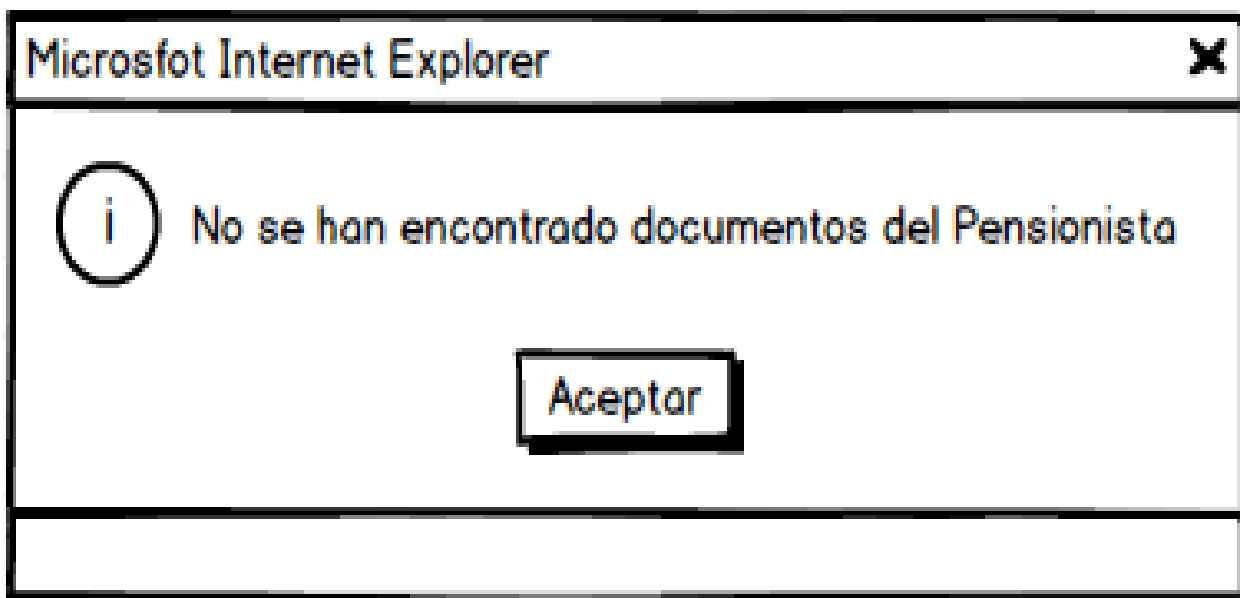 Microsfot Internet Explorer
i
No se han encontrado documentos del Pensionista
Aceptar